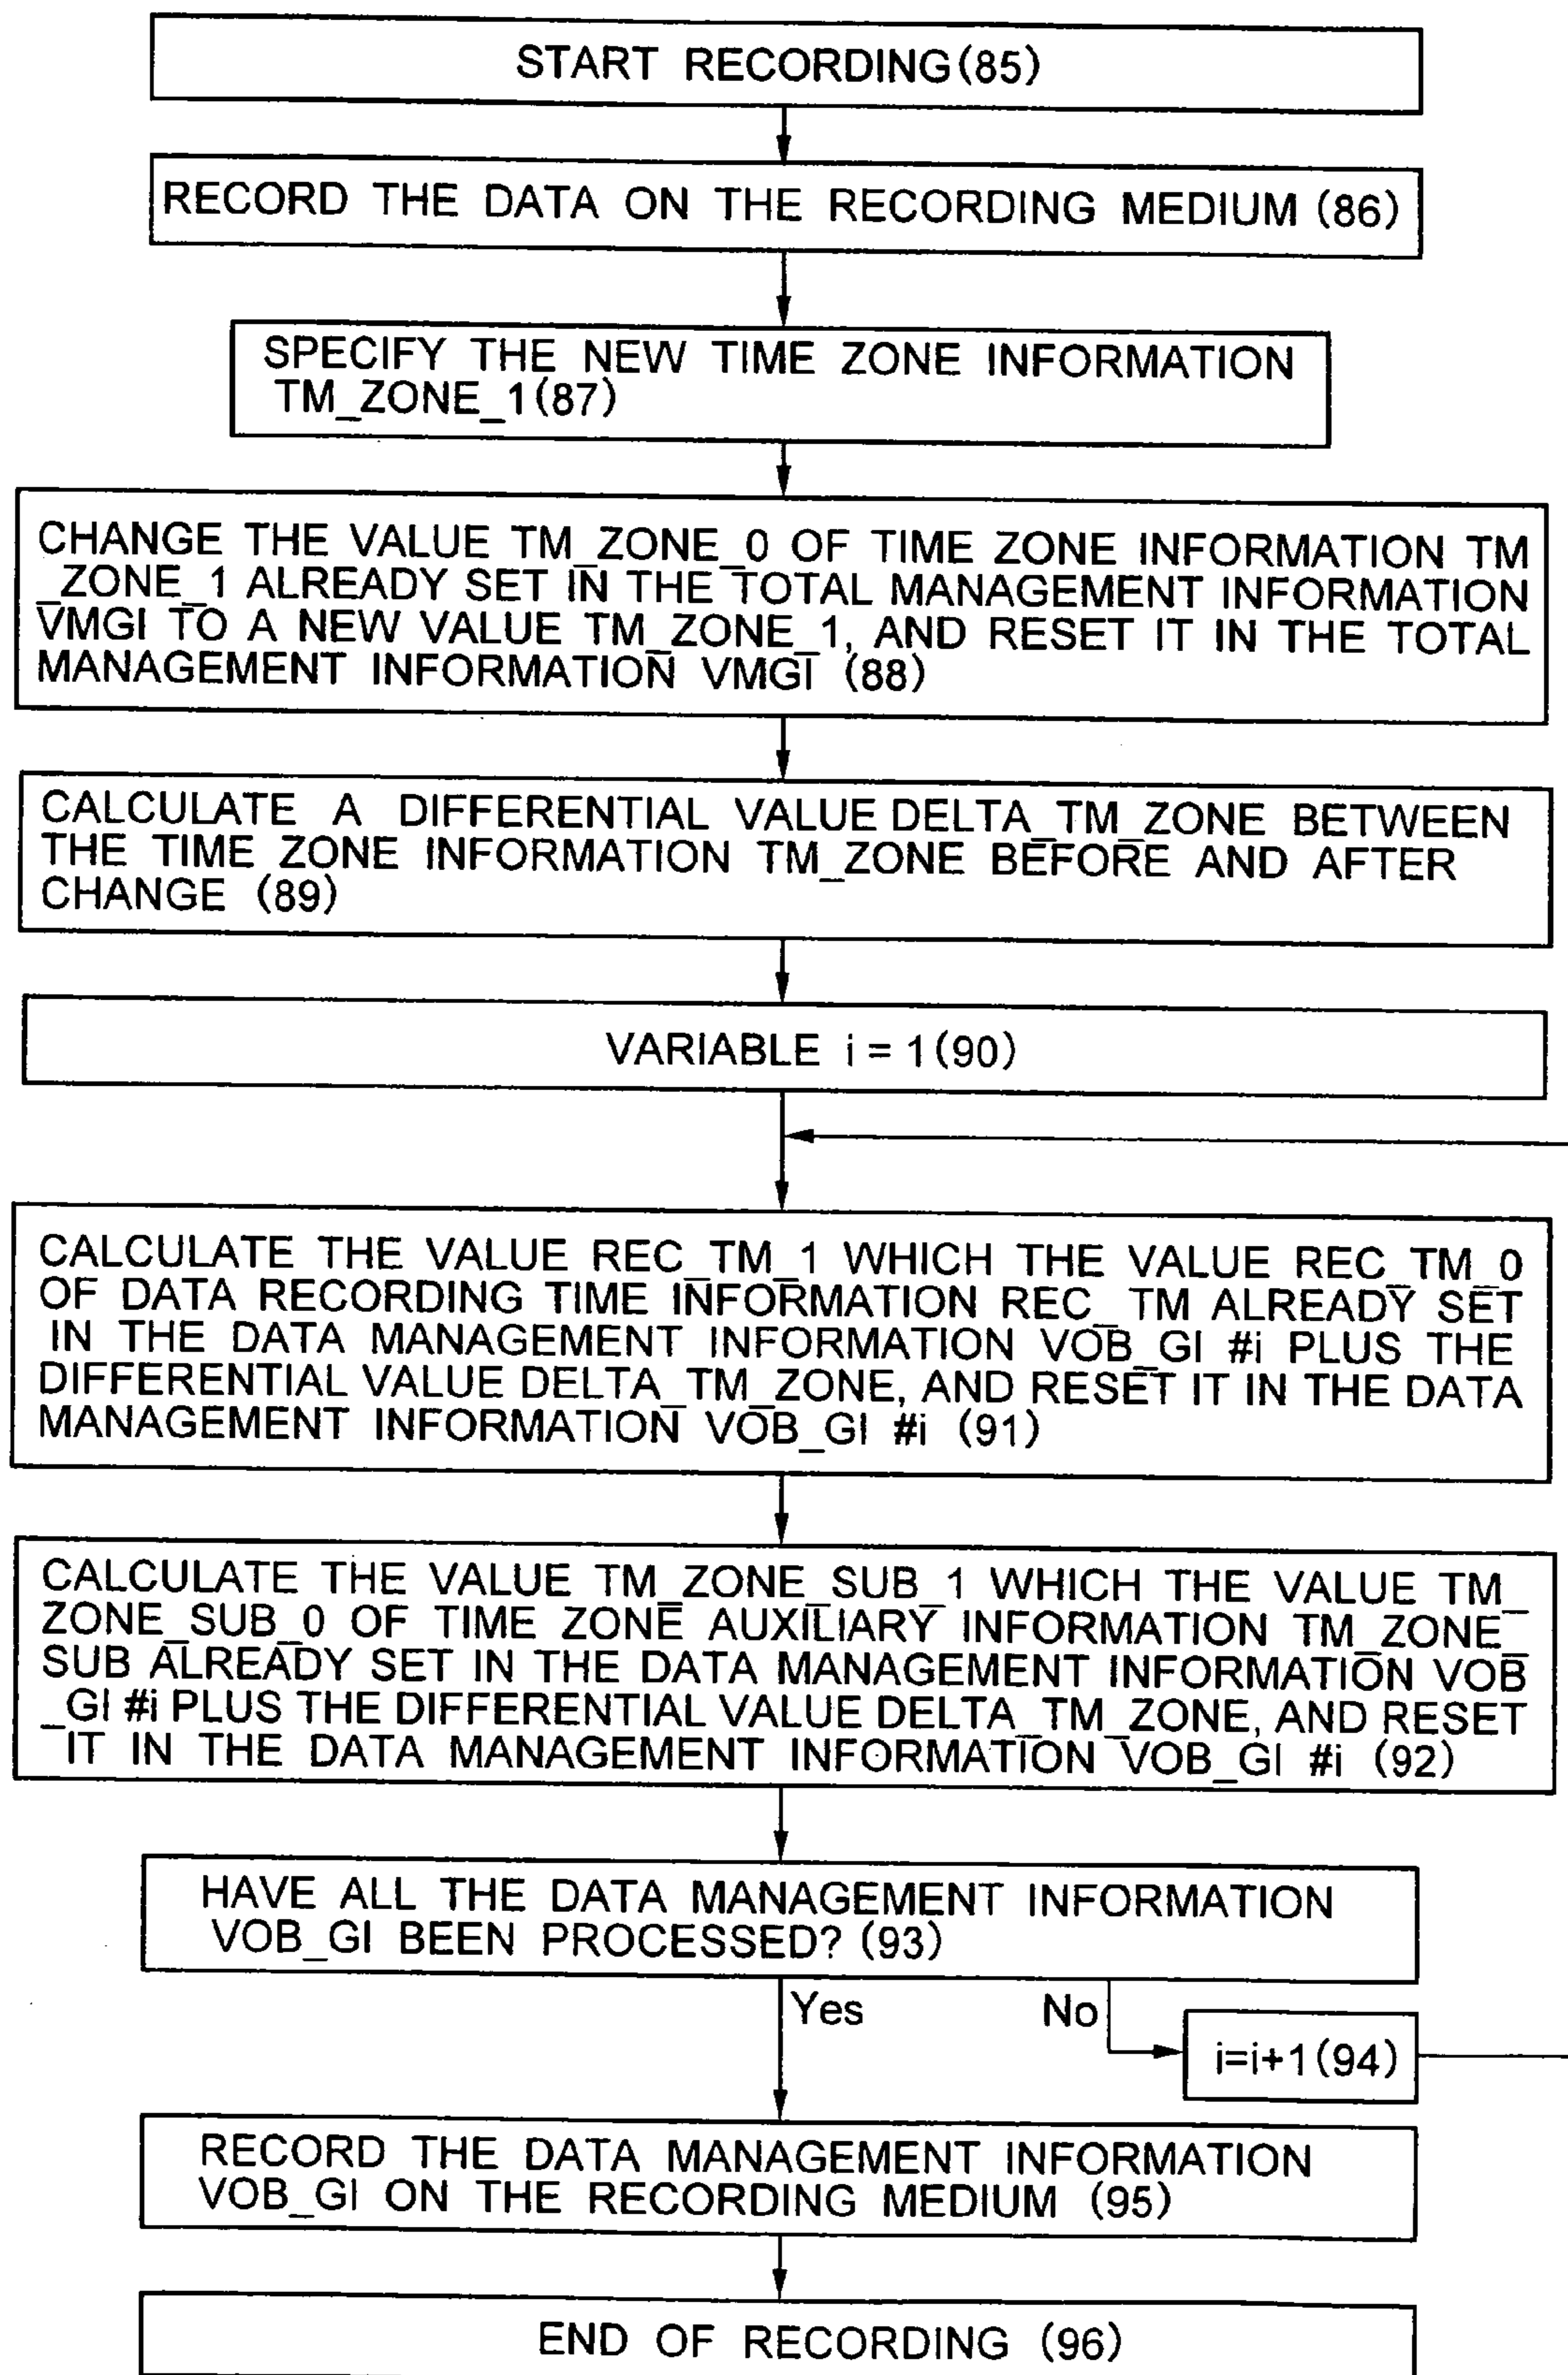 START RECORDING(85)
RECORD THE DATA ON THE RECORDING MEDIUM (86)
SPECIFY THE NEW TIME ZONE INFORMATION
TM_ZONE_1(87)
CHANGE THE VALUE TM_ZONE_0 OF TIME ZONE INFORMATION TM
_ZONE_1 ALREADY SET IN THE TOTAL MANAGEMENT INFORMATION
VMGI TO A NEW VALUE TM_ZONE_1, AND RESET IT IN THE TOTAL
MANAGEMENT INFORMATION VMGI (88)
CALCULATE A DIFFERENTIAL VALUE DELTA_TM_ZONE BETWEEN
THE TIME ZONE INFORMATION TM_ZONE BEFORE AND AFTER
CHANGE (89)
VARIABLE i = 1(90)
CALCULATE THE VALUE REC_TM_1 WHICH THE VALUE REC_TM_0
OF DATA RECORDING TIME INFORMATION REC_TM ALREADY SET
IN THE DATA MANAGEMENT INFORMATION VOB_GI #i PLUS THE
DIFFERENTIAL VALUE DELTA_TM_ZONE, AND RESET IT IN THE DATA
MANAGEMENT INFORMATION VOB_GI #i (91)
CALCULATE THE VALUE TM_ZONE_SUB_1 WHICH THE VALUE TM_
ZONE_SUB_0 OF TIME ZONE AUXILIARY INFORMATION TM_ZONE_
SUB ALREADY SET IN THE DATA MANAGEMENT INFORMATION VOB
_GI #i PLUS THE DIFFERENTIAL VALUE DELTA_TM_ZONE, AND RESET
IT IN THE DATA MANAGEMENT INFORMATION VOB_GI #i (92)
HAVE ALL THE DATA MANAGEMENT INFORMATION
VOB_GI BEEN PROCESSED? (93)
Yes
No
i=i+1(94)
RECORD THE DATA MANAGEMENT INFORMATION
VOB_GI ON THE RECORDING MEDIUM (95)
END OF RECORDING (96)